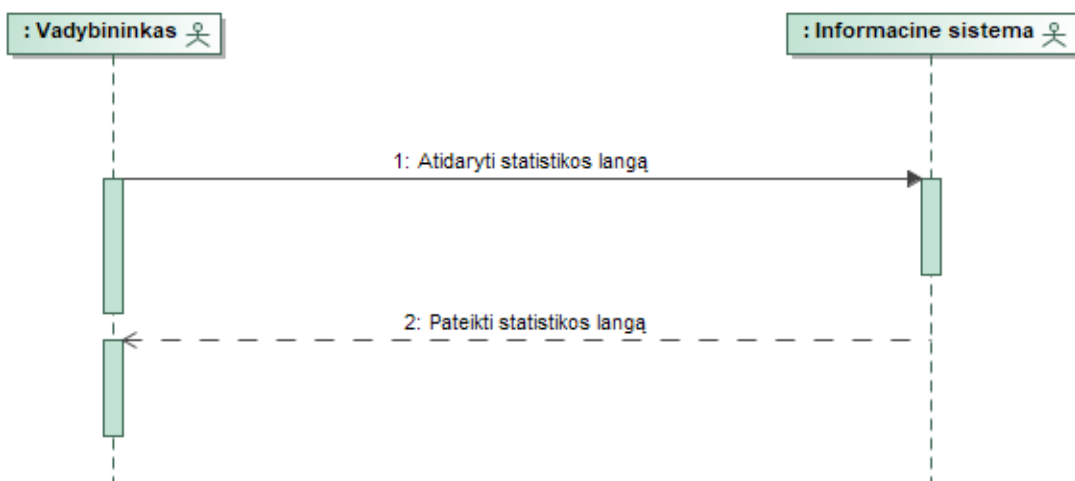 : Vadybininkas
: Informacine sistema
1: Atidaryti statistikos langą
2: Pateikti statistikos langą